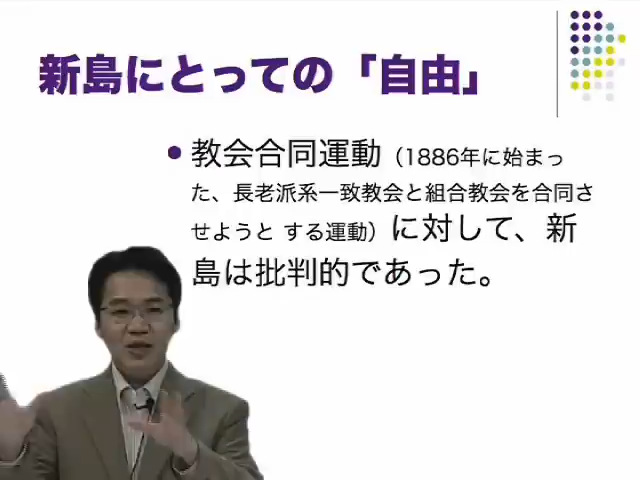 新島にとっての「自由」
教会合同運動（1886年に始まっ
た、長老派系一致教会と組合教会を合同さ
せようと する運動）に対して、新
島は批判的であった。